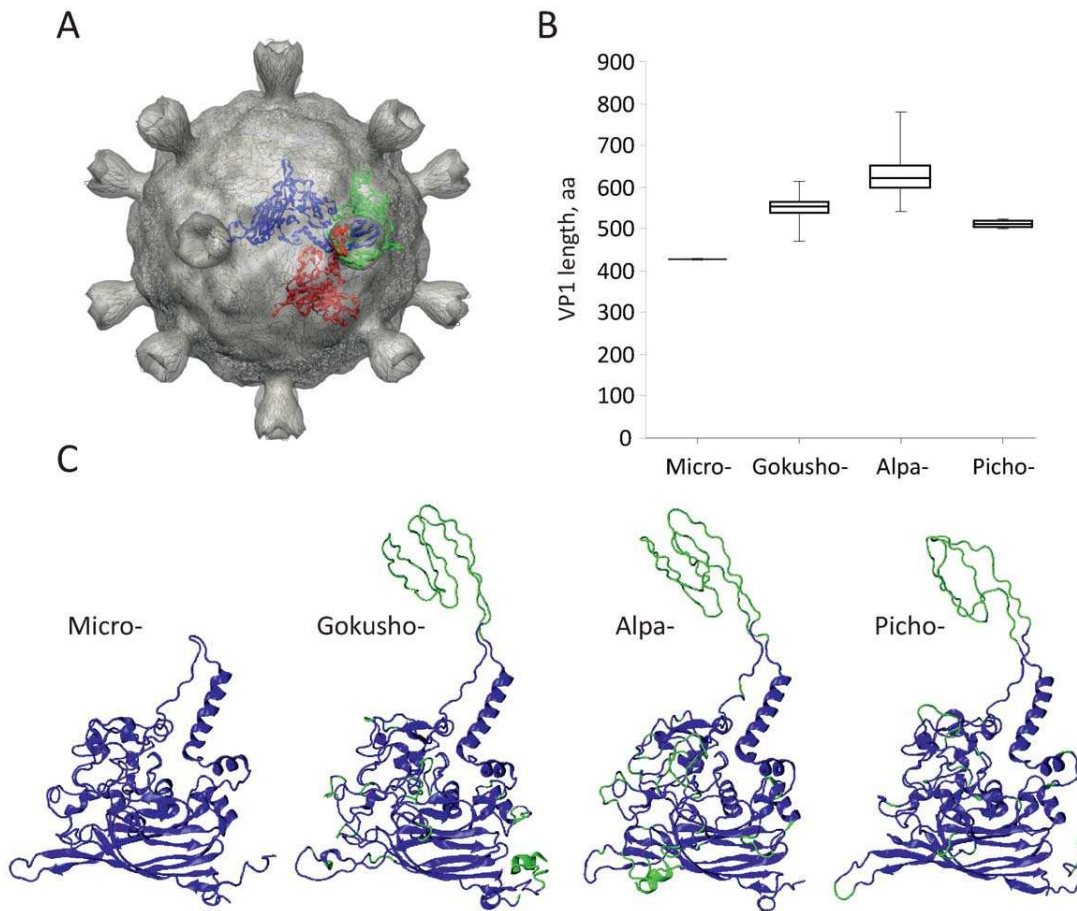 A
B
900
800
700
600
500
400
300
200
100
0
VP1 length, aa
Micro-
Gokusho-
Alpa-
Picho-
C
Micro-
Gokusho-
Alpa-
Picho-